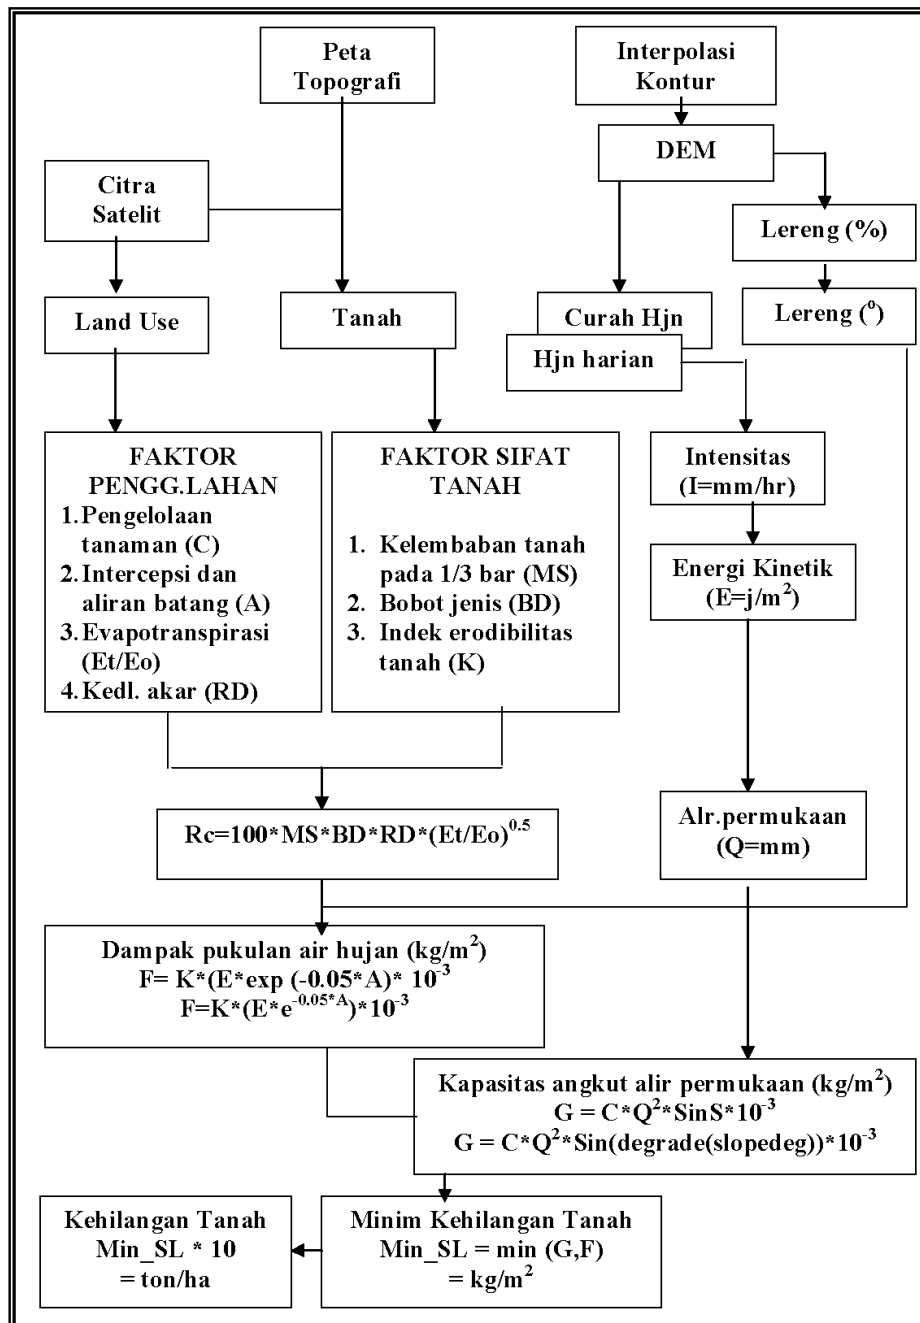 Peta
Topografi
Interpolasi
Kontur
DEM
Citra
Satelit
Lereng (%)
Land Use
Tanah
Curah Hjn
Lereng (°)
Hjn harian
FAKTOR
PENGG.LAHAN
1.Pengelolaan
tanaman (C)
2.Intercepsi dan
aliran batang (A)
3.Evapotranspirasi
(Et/Eo)
4.Kedl. akar (RD)
FAKTOR SIFAT
TANAH
1. Kelembaban tanah
pada 1/3 bar (MS)
2. Bobot jenis (BD)
3. Indek erodibilitas
tanah (K)
Intensitas
(I=mm/hr)
Energi Kinetik
(E=j/m²)
Rc=100*MS*BD*RD*(Et/Eo)^0.5
Alr.permukaan
(Q=mm)
Dampak pukulan air hujan (kg/m²)
F= K*(E*exp (-0.05*A)* 10^-3
F=K*(E*e^-0.05*A)*10^-3
Kapasitas angkut alir permukaan (kg/m²)
G = C*Q²*SinS*10^-3
G = C*Q²*Sin(degrade(slopedeg))*10^-3
Kehilangan Tanah
Min_SL * 10
= ton/ha
Minim Kehilangan Tanah
Min_SL = min (G,F)
= kg/m²